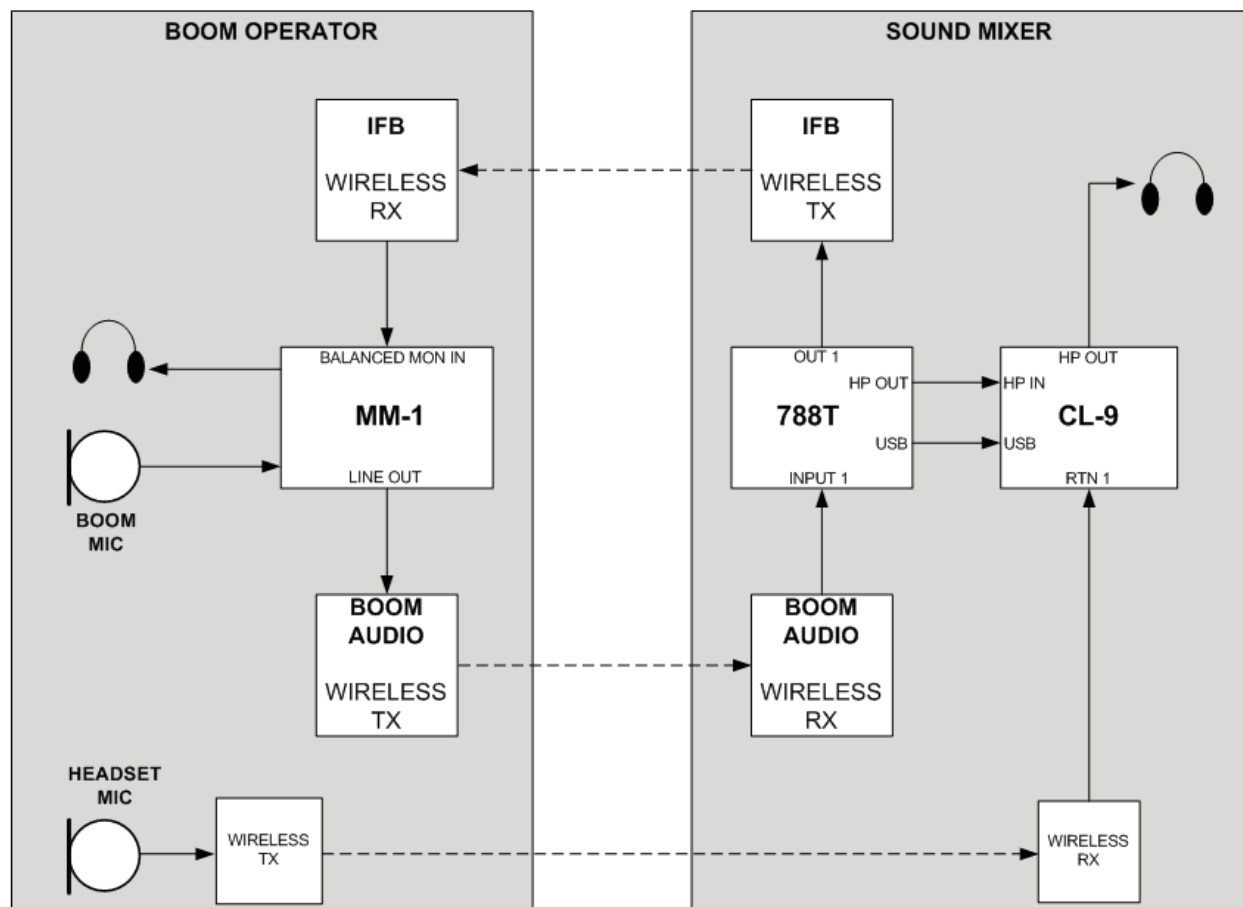 BOOM OPERATOR
IFB
WIRELESS
RX
BALANCED MON IN
MM-1
LINE OUT
BOOM
MIC
BOOM
AUDIO
WIRELESS
TX
HEADSET
MIC
WIRELESS
TX
SOUND MIXER
IFB
WIRELESS
TX
OUT 1
HP OUT
788T
USB
INPUT 1
HP OUT
HP IN
CL-9
USB
RTN 1
BOOM
AUDIO
WIRELESS
RX
WIRELESS
RX